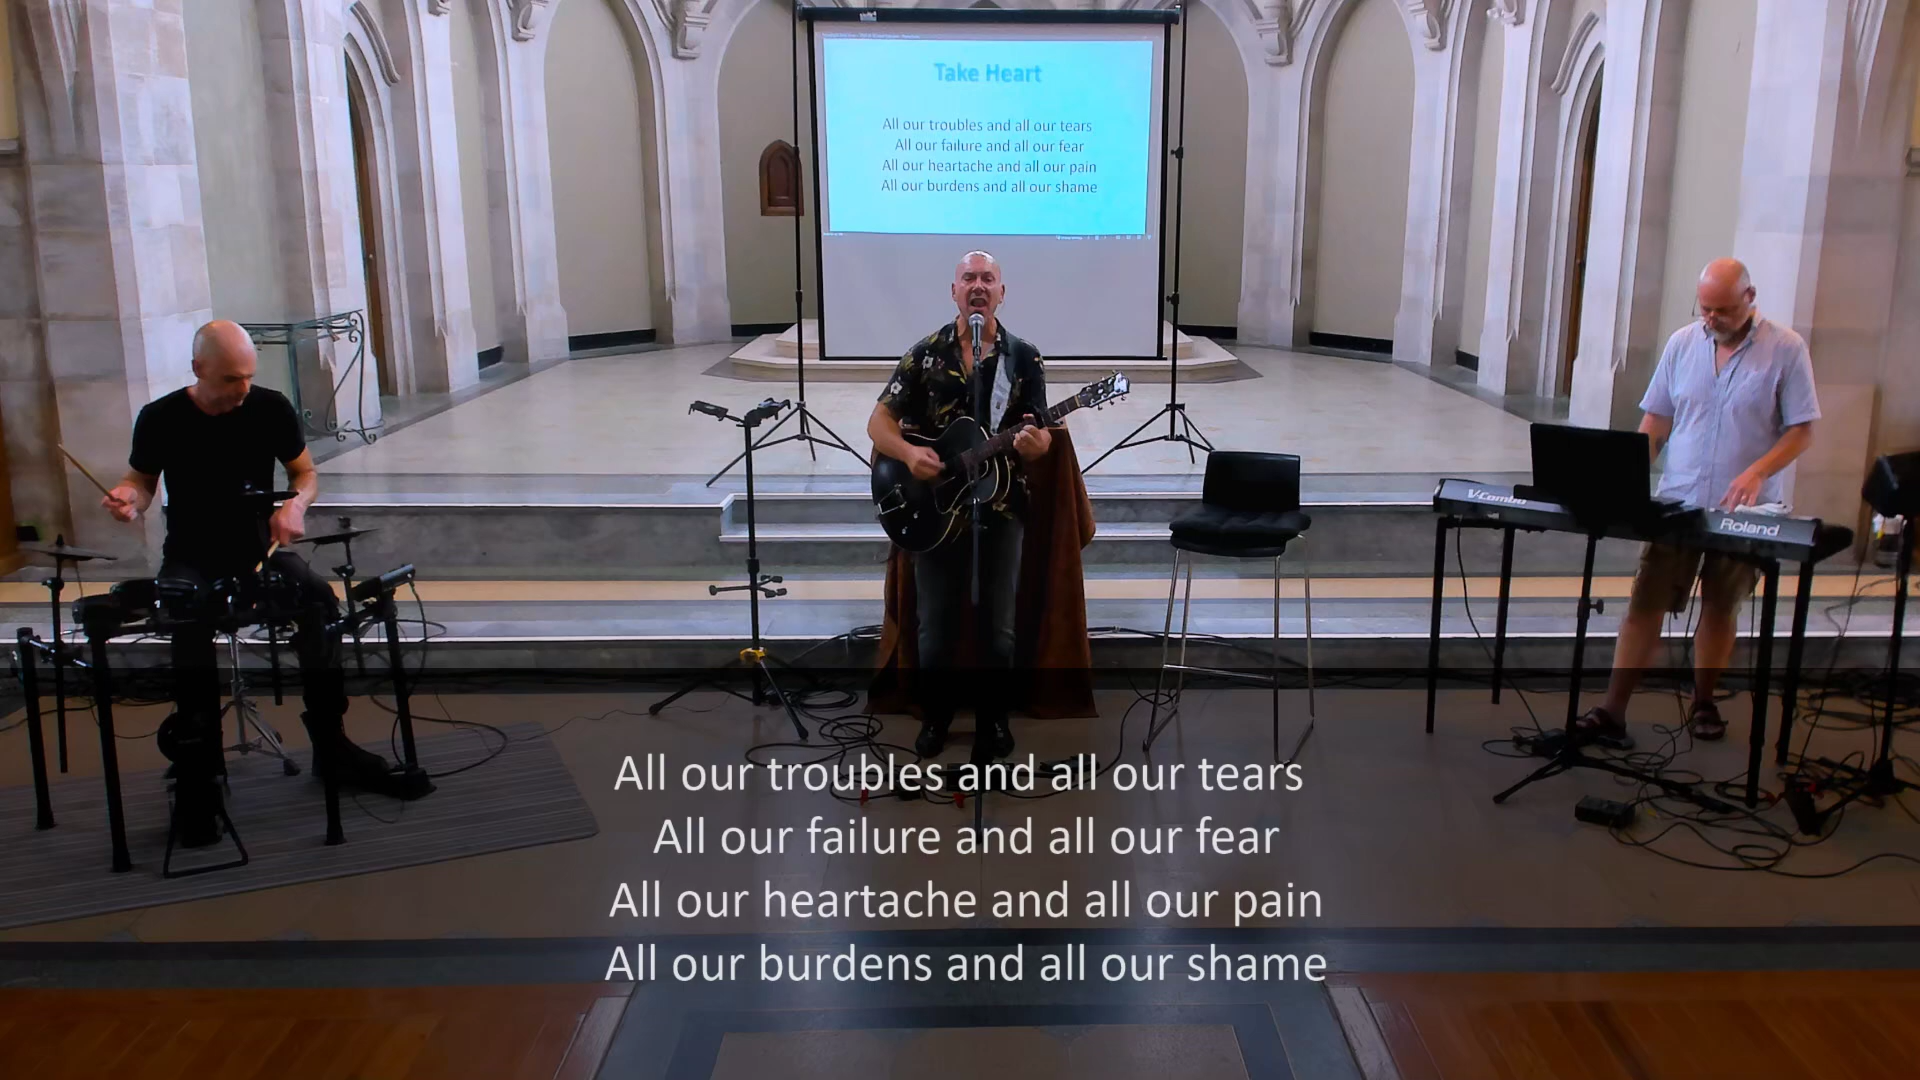 Take Heart
All our troubles and all our tears
All our failure and all our fear
All our heartache and all our pain
All our burdens and all our shame
V-Combo
Roland
All our troubles and all our tears
All our failure and all our fear
All our heartache and all our pain
All our burdens and all our shame